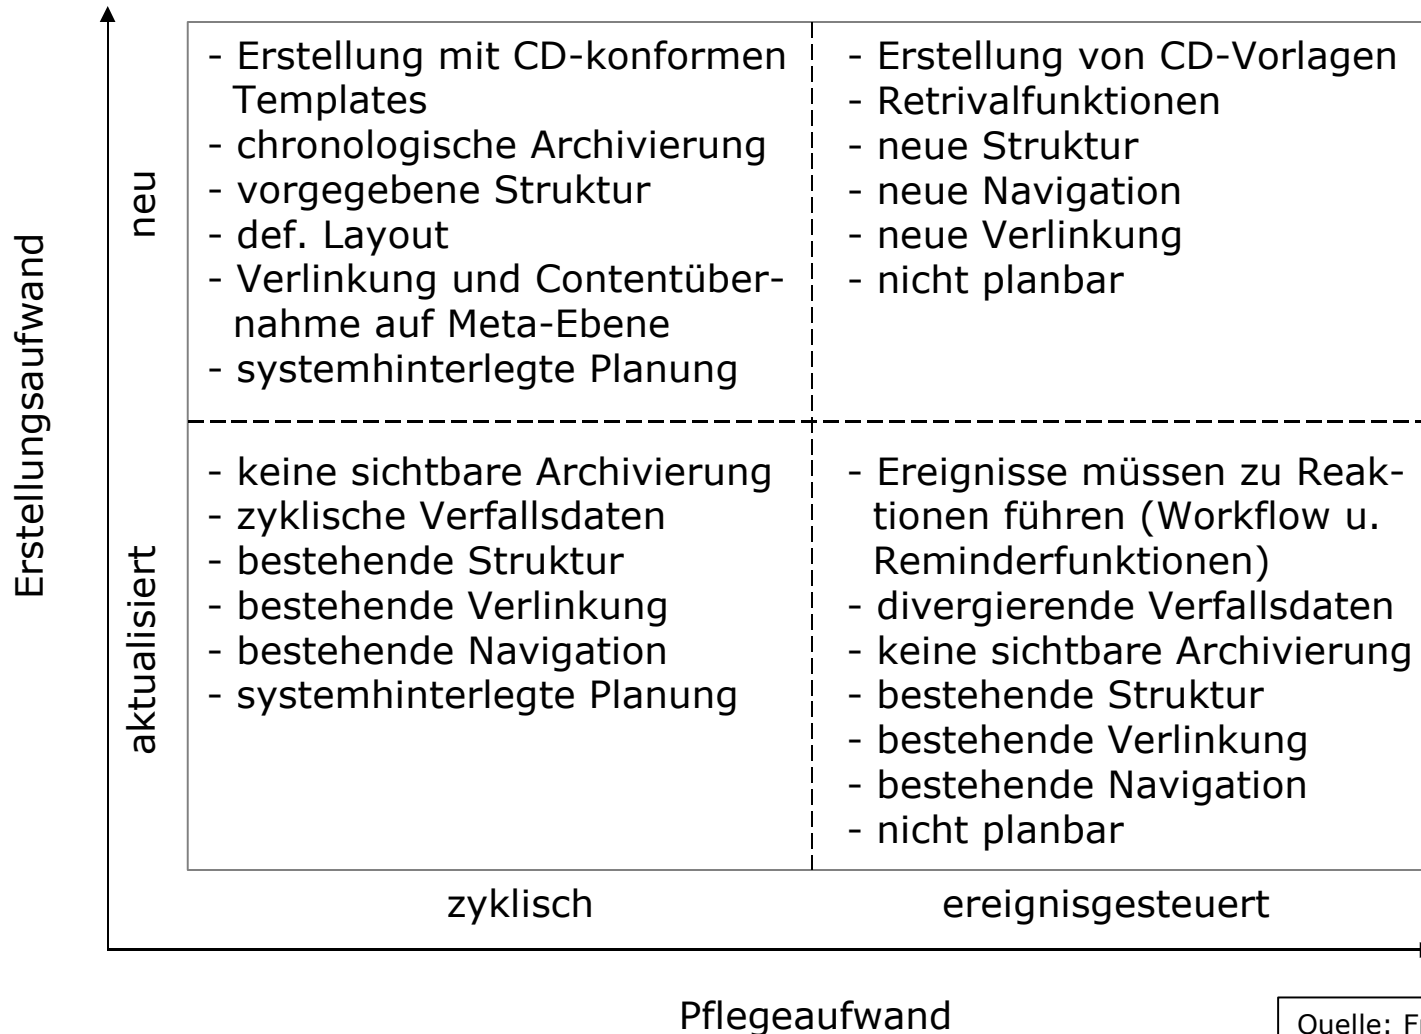 Erstellungsaufwand
neu
- Erstellung mit CD-konformen
Templates
- chronologische Archivierung
- vorgegebene Struktur
- def. Layout
- Verlinkung und Contentüber-
nahme auf Meta-Ebene
- systemhinterlegte Planung
- Erstellung von CD-Vorlagen
- Retrivalfunktionen
- neue Struktur
- neue Navigation
- neue Verlinkung
- nicht planbar
aktualisiert
- keine sichtbare Archivierung
- zyklische Verfallsdaten
- bestehende Struktur
- bestehende Verlinkung
- bestehende Navigation
- systemhinterlegte Planung
- Ereignisse müssen zu Reak-
tionen führen (Workflow u.
Reminderfunktionen)
- divergierende Verfallsdaten
- keine sichtbare Archivierung
- bestehende Struktur
- bestehende Verlinkung
- bestehende Navigation
- nicht planbar
zyklisch
ereignisgesteuert
Pflegeaufwand
Quelle: